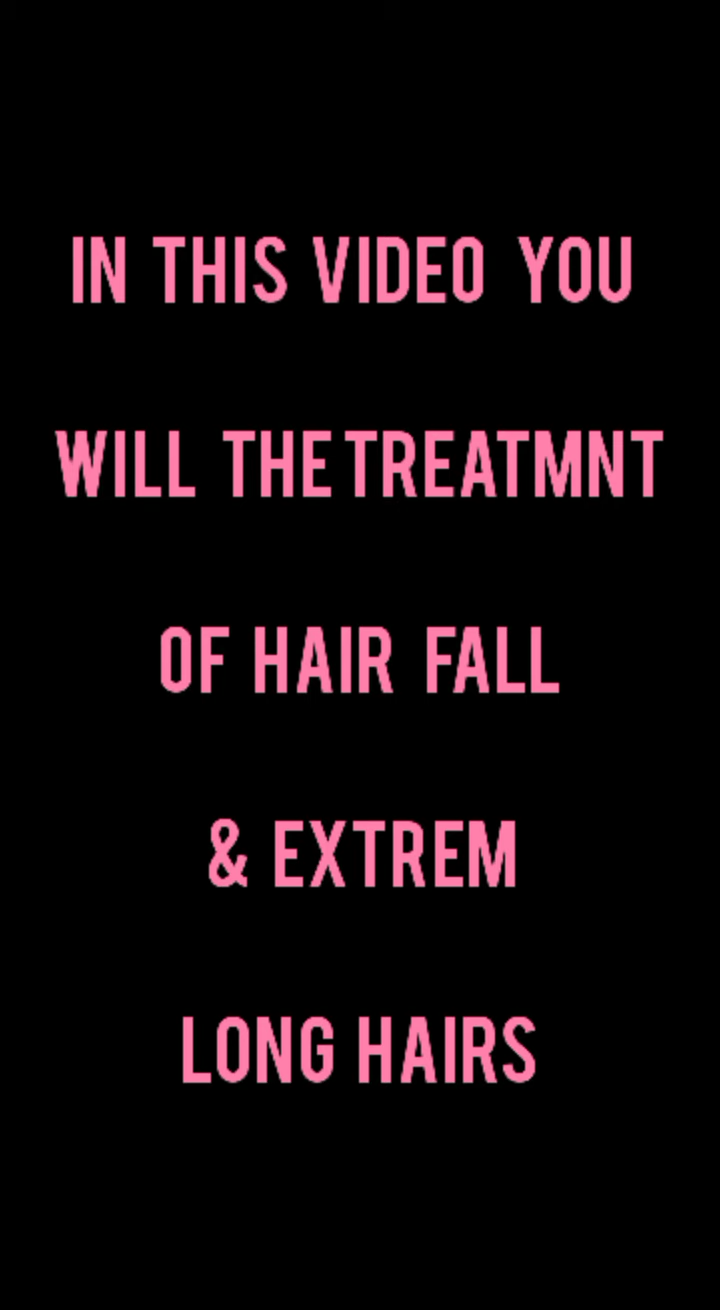 IN THIS VIDEO YOU
WILL THE TREATMNT
OF HAIR FALL
& EXTREM
LONG HAIRS